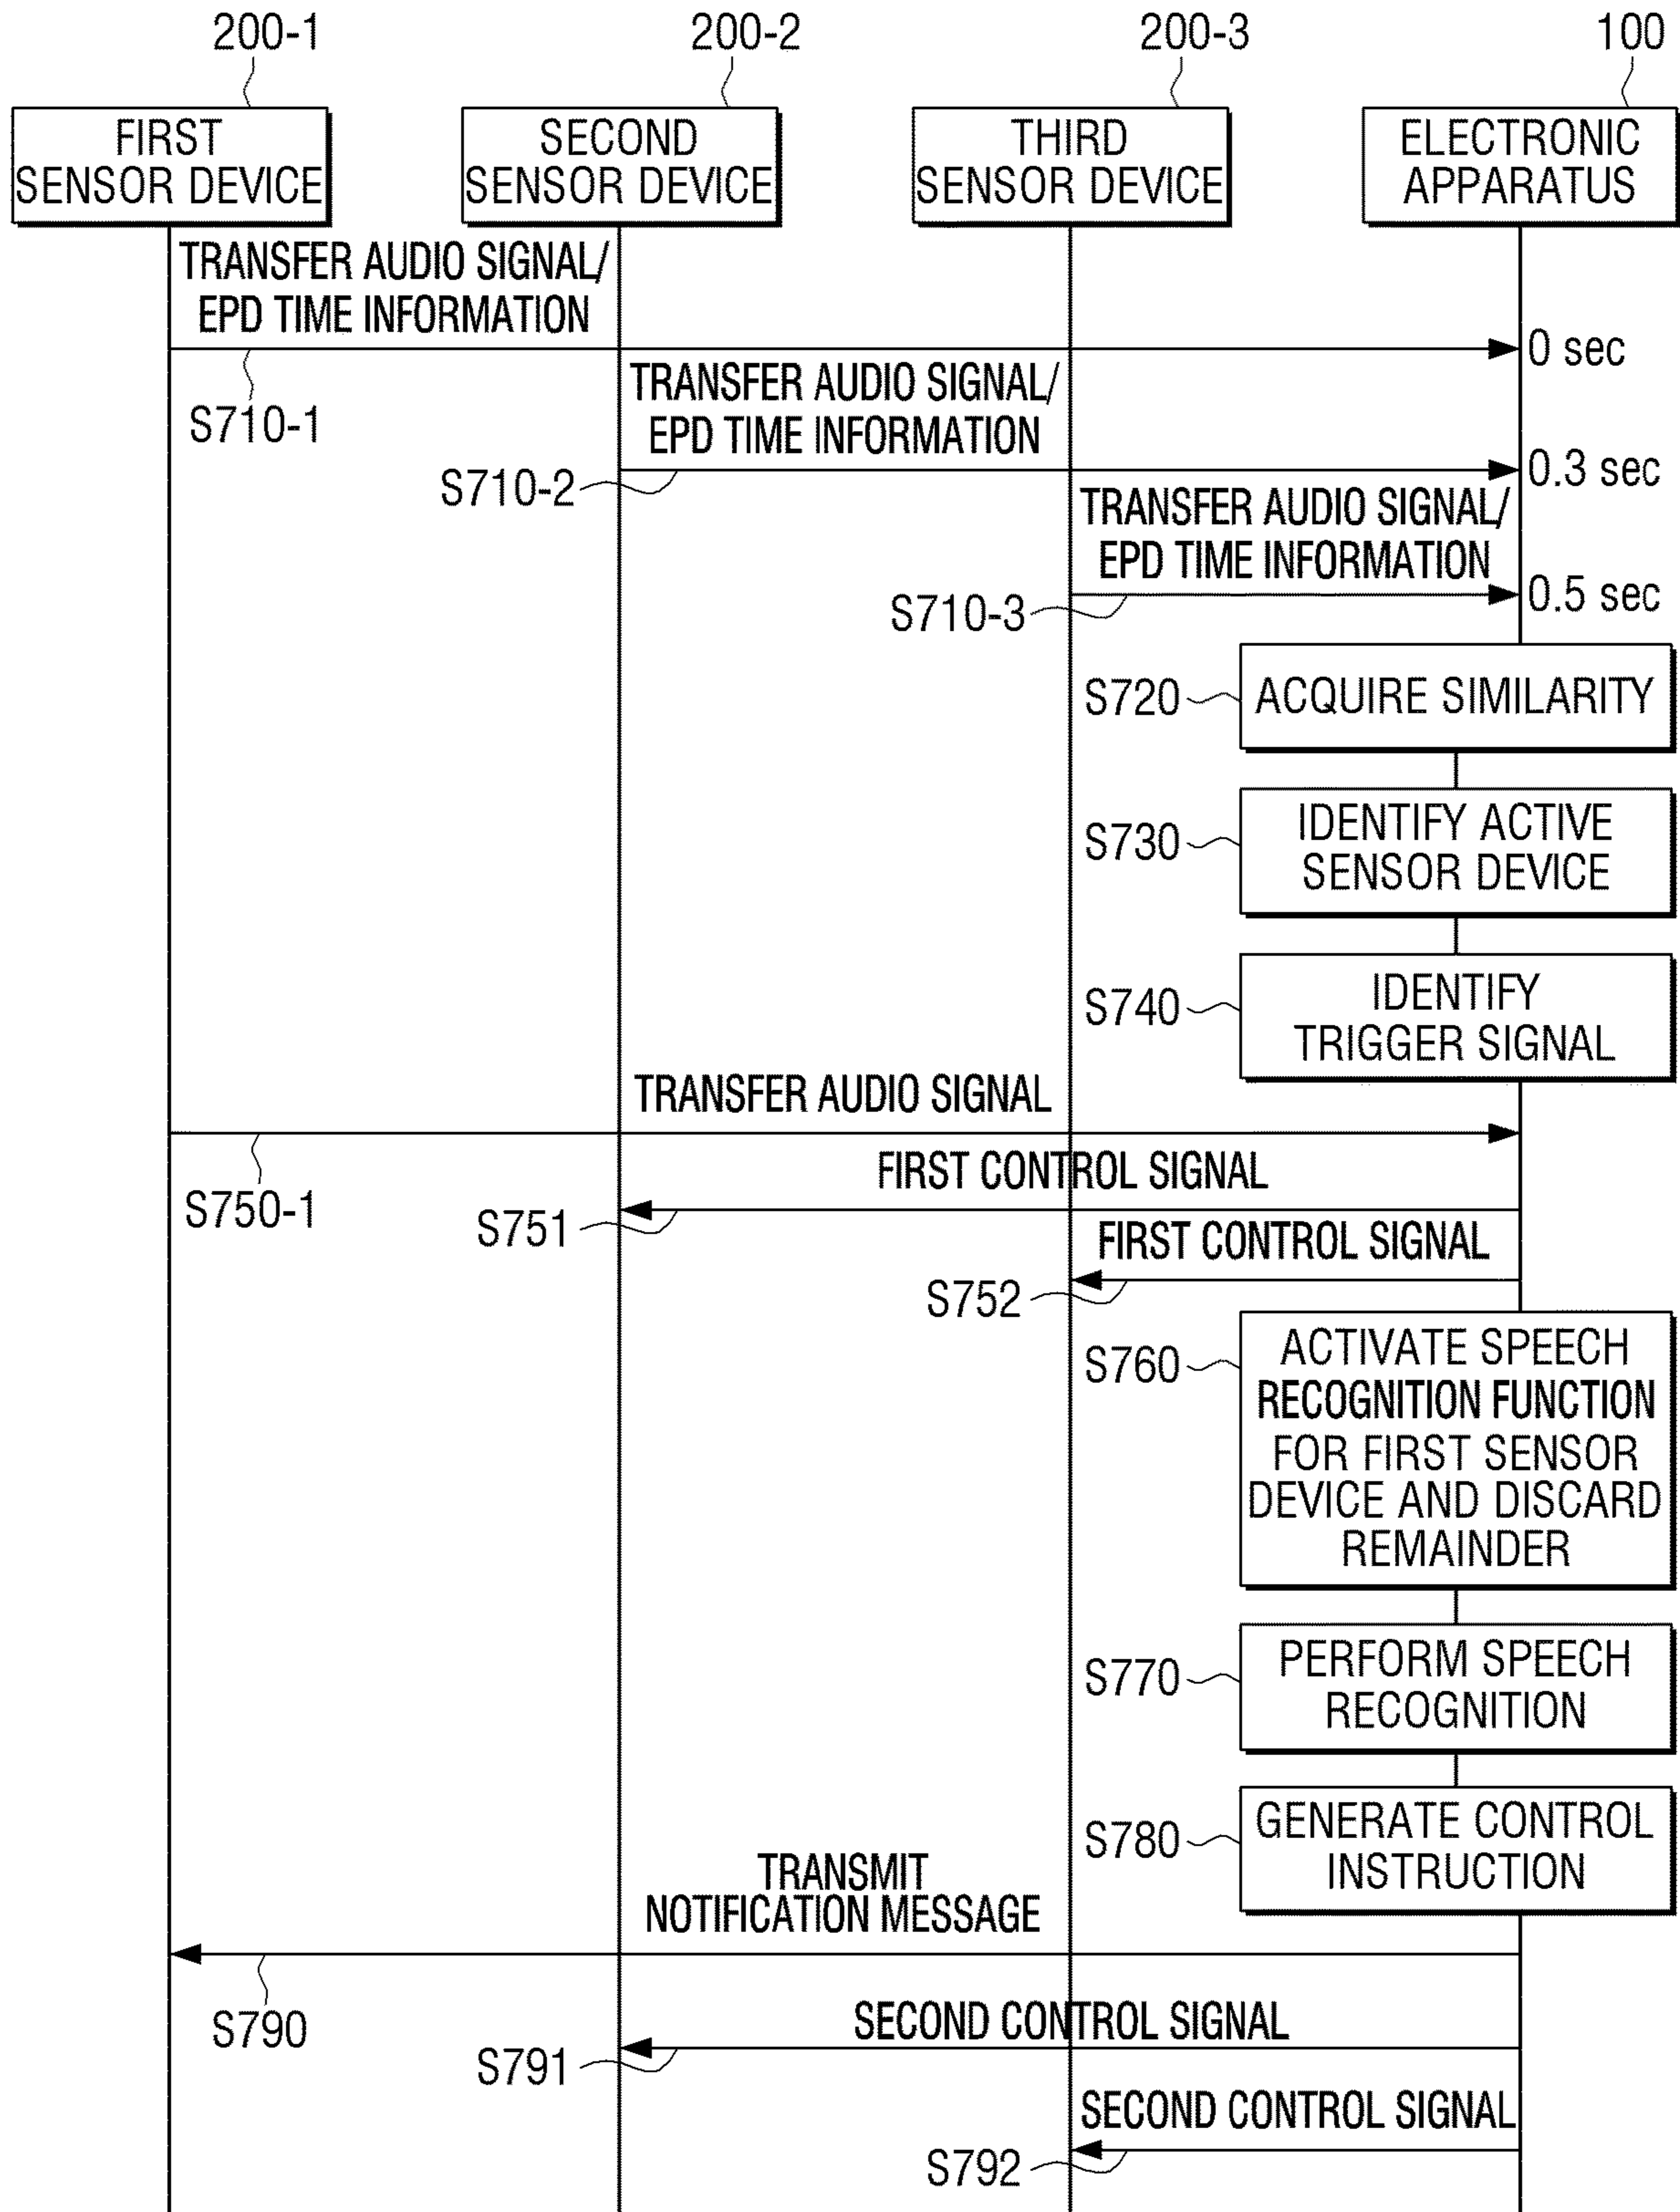 200-1
200-2
200-3
100
FIRST
SENSOR DEVICE
SECOND
SENSOR DEVICE
THIRD
SENSOR DEVICE
ELECTRONIC
APPARATUS
TRANSFER AUDIO SIGNAL/
EPD TIME INFORMATION
0 sec
S710-1
TRANSFER AUDIO SIGNAL/
EPD TIME INFORMATION
0.3 sec
S710-2
TRANSFER AUDIO SIGNAL/
EPD TIME INFORMATION
0.5 sec
S710-3
S720
ACQUIRE SIMILARITY
S730
IDENTIFY ACTIVE
SENSOR DEVICE
S740
IDENTIFY
TRIGGER SIGNAL
TRANSFER AUDIO SIGNAL
S750-1
FIRST CONTROL SIGNAL
S751
FIRST CONTROL SIGNAL
S752
S760
ACTIVATE SPEECH
RECOGNITION FUNCTION
FOR FIRST SENSOR
DEVICE AND DISCARD
REMAINDER
S770
PERFORM SPEECH
RECOGNITION
S780
GENERATE CONTROL
INSTRUCTION
TRANSMIT
NOTIFICATION MESSAGE
S790
SECOND CONTROL SIGNAL
S791
SECOND CONTROL SIGNAL
S792